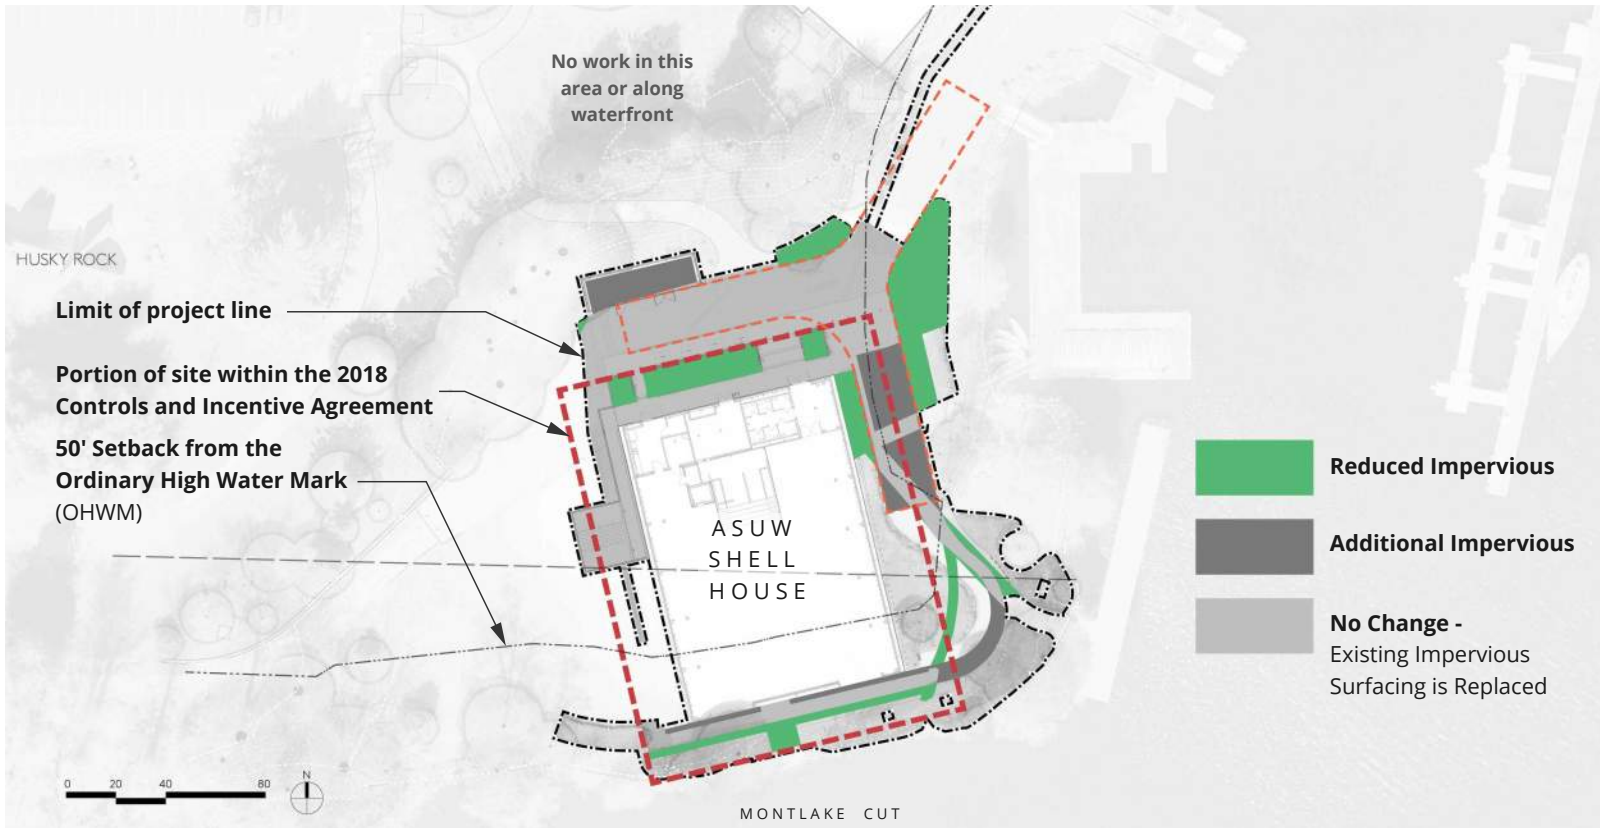 No work in this
area or along
waterfront
HUSKY ROCK
Limit of project line
Portion of site within the 2018
Controls and Incentive Agreement
50' Setback from the
Ordinary High Water Mark
(OHWM)
ASUW
SHELL
HOUSE
Reduced Impervious
Additional Impervious
No Change -
Existing Impervious
Surfacing is Replaced
0 20 40 80
N
MONTLAKE CUT